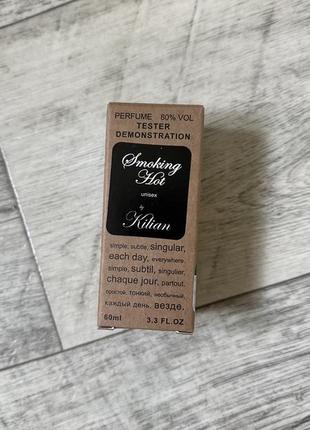 PERFUME 60% VOL
TESTER
DEMONSTRATION
Smoking
Hot
unisex
by
Kilian
simple, subtle, singular,
each day, everywhere.
simple, subtil, singulier,
chaque jour, partout.
простой, тонкий, необычный,
каждый день, везде.
60ml 3.3 FL.OZ